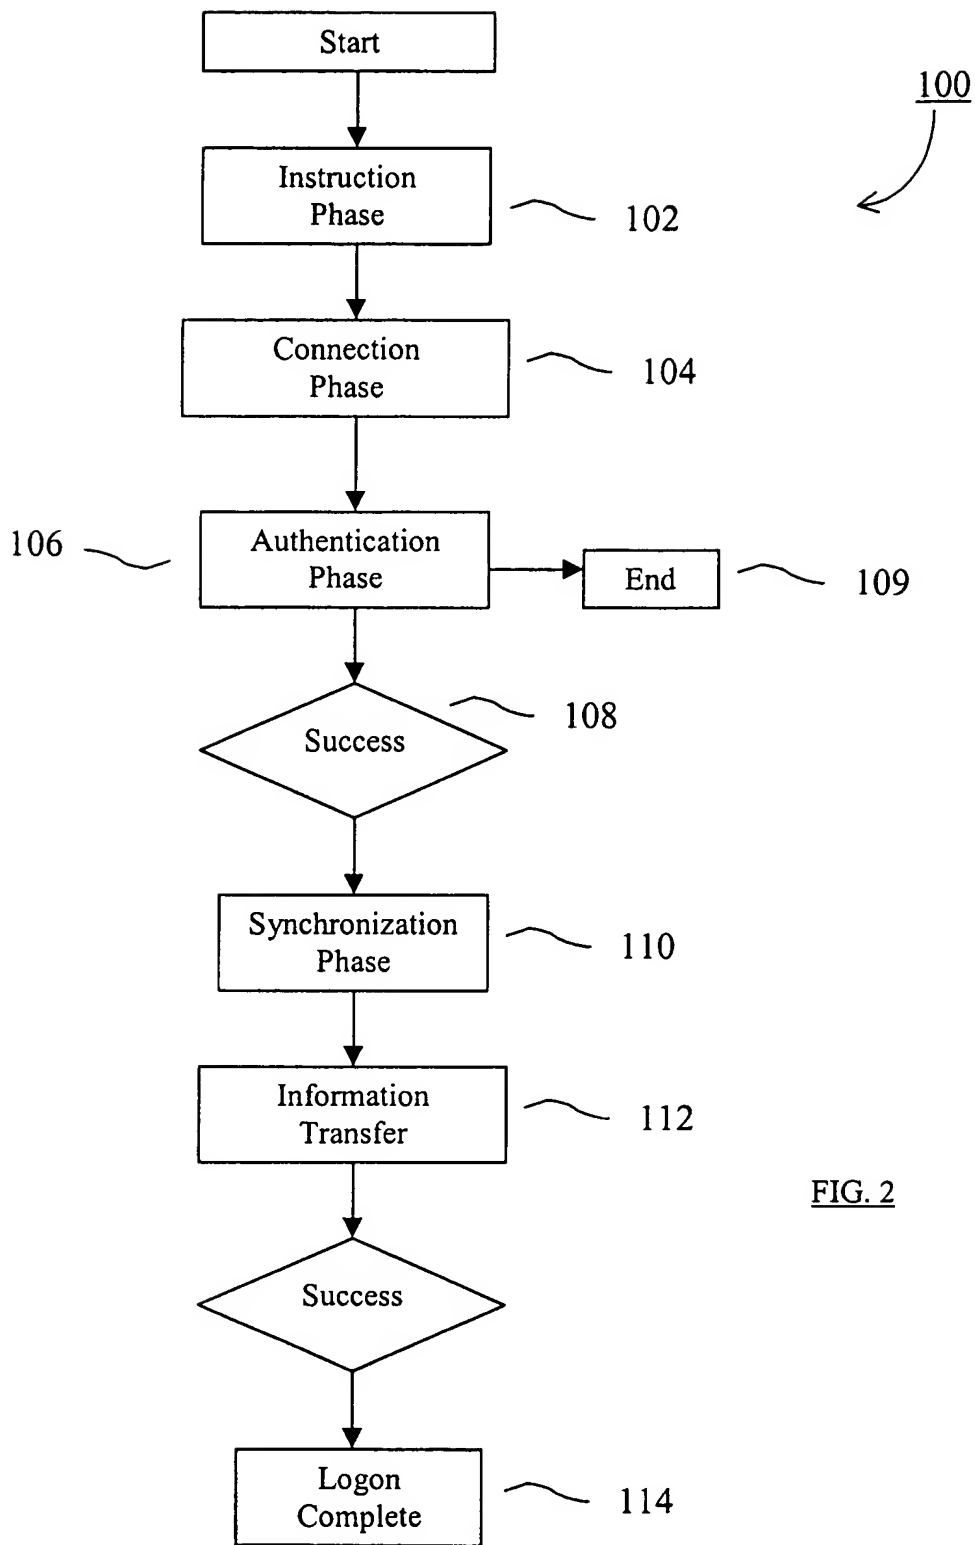 Start
100
Instruction
Phase
102
Connection
Phase
104
106
Authentication
Phase
End
109
108
Success
Synchronization
Phase
110
Information
Transfer
112
FIG. 2
Success
Logon
Complete
114